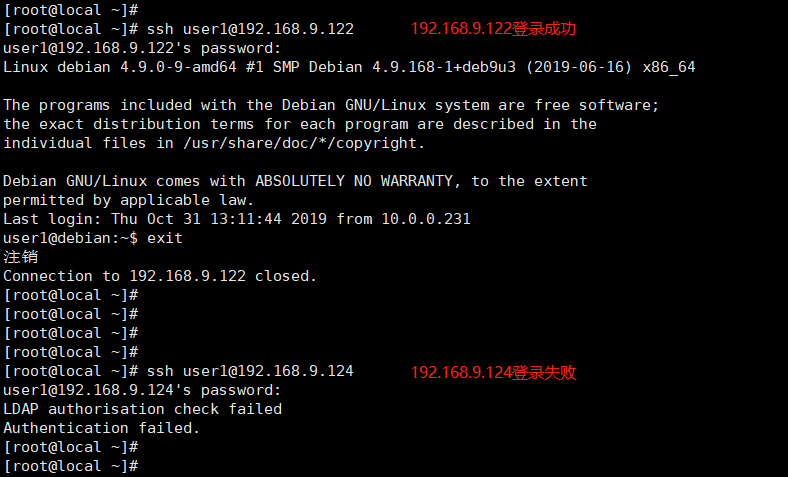 [root@local ~]#
[root@local ~]# ssh user1@192.168.9.122 192.168.9.122登录成功
user1@192.168.9.122's password:
Linux debian 4.9.0-9-amd64 #1 SMP Debian 4.9.168-1+deb9u3 (2019-06-16) x86_64
The programs included with the Debian GNU/Linux system are free software;
the exact distribution terms for each program are described in the
individual files in /usr/share/doc/*/copyright.
Debian GNU/Linux comes with ABSOLUTELY NO WARRANTY, to the extent
permitted by applicable law.
Last login: Thu Oct 31 13:11:44 2019 from 10.0.0.231
user1@debian:~$ exit
注销
Connection to 192.168.9.122 closed.
[root@local ~]#
[root@local ~]#
[root@local ~]#
[root@local ~]#
[root@local ~]# ssh user1@192.168.9.124 192.168.9.124登录失败
user1@192.168.9.124's password:
LDAP authorisation check failed
Authentication failed.
[root@local ~]#
[root@local ~]#